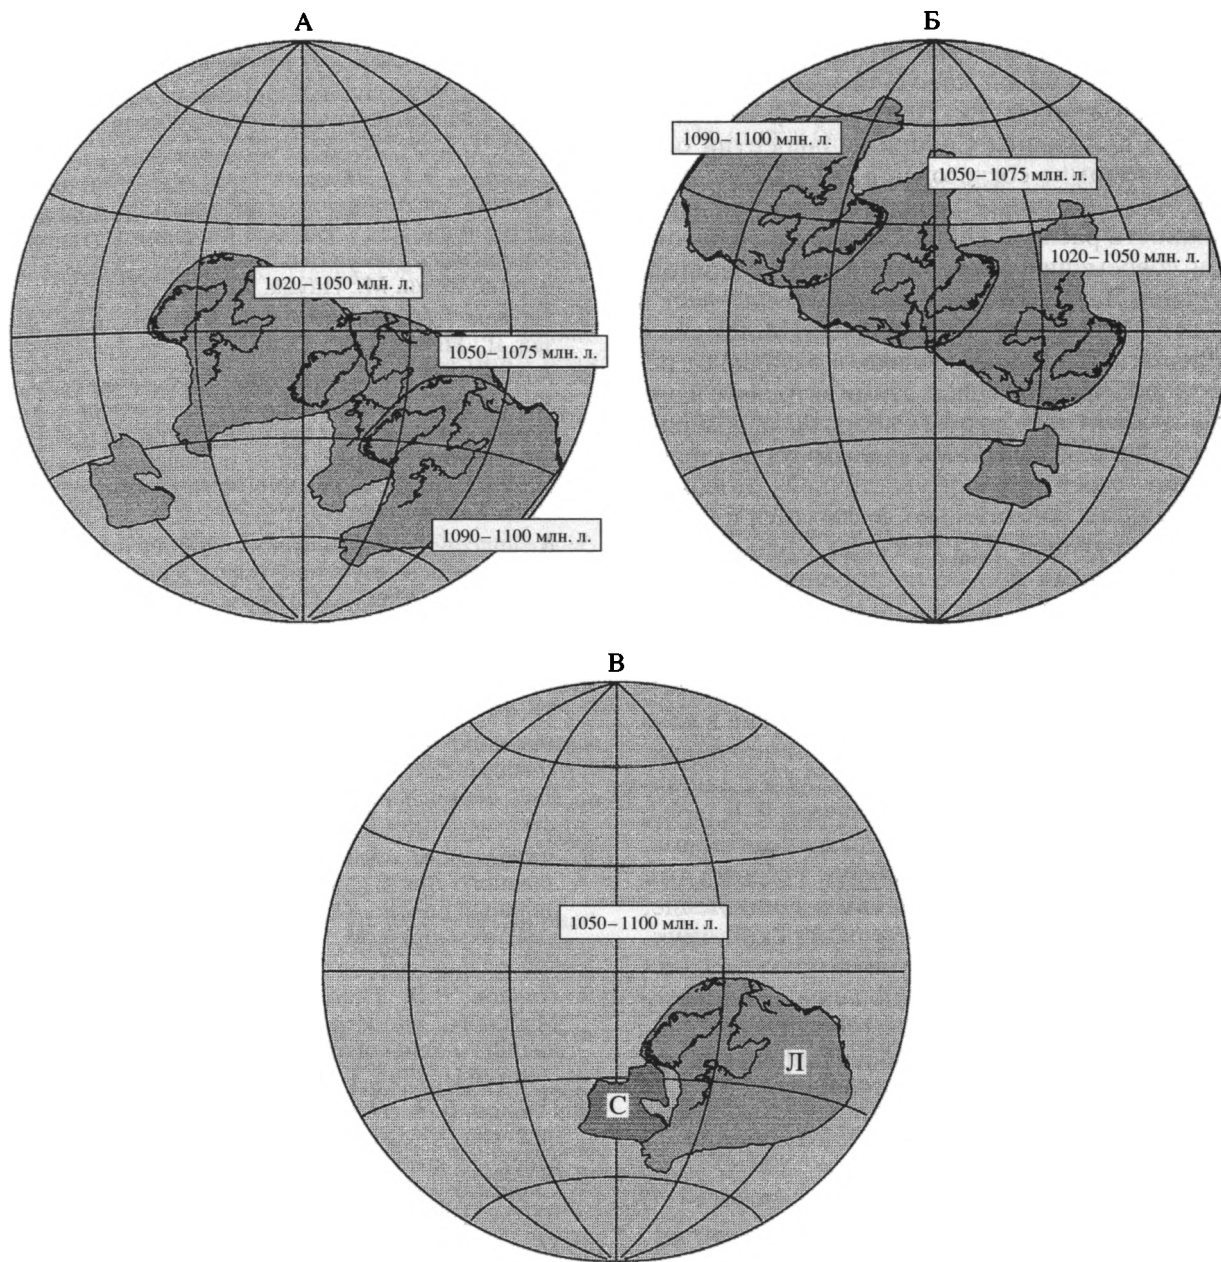 А
Б
1090–1100 млн. л.
1050–1075 млн. л.
1020–1050 млн. л.
1020–1050 млн. л.
1050–1075 млн. л.
1090–1100 млн. л.
В
1050–1100 млн. л.
Л
С